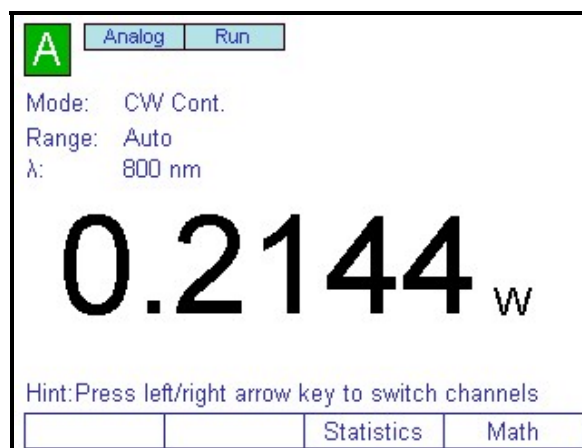 A Analog Run
Mode: CW Cont.
Range: Auto
λ: 800 nm
0.2144 W
Hint:Press left/right arrow key to switch channels
Statistics Math